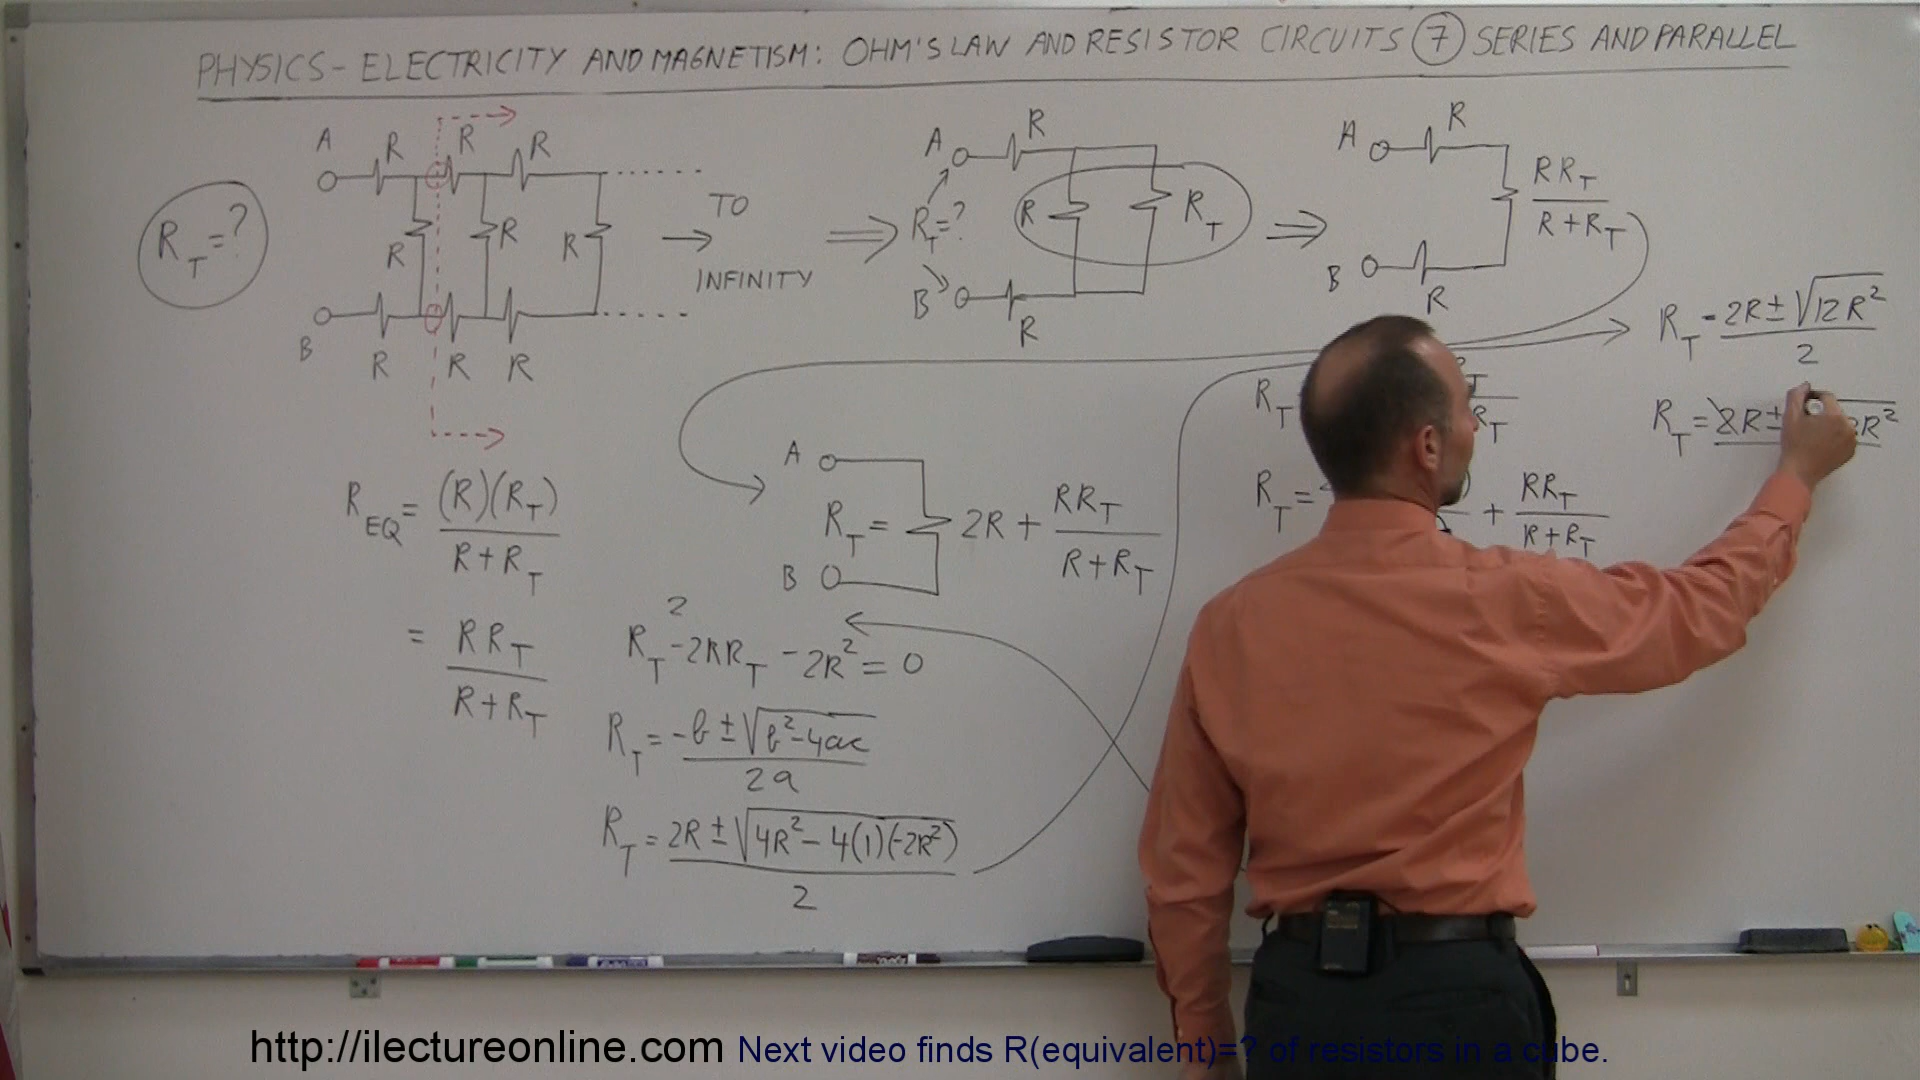 PHYSICS - ELECTRICITY AND MAGNETISM: OHM'S LAW AND RESISTOR CIRCUITS (7) SERIES AND PARALLEL
R_T = ?
A R R R
R R R
B R R R
→ TO INFINITY
⇒
A R
R_T = ? R R_T
B R
⇒
A R
RR_T / R + R_T
B R
R_EQ = (R)(R_T) / R + R_T
= R R_T / R + R_T
A
R_T = 2R + RR_T / R + R_T
B
R_T² - 2RR_T - 2R² = 0
R_T = -b ± √b² - 4ac / 2a
R_T = 2R ± √4R² - 4(1)(-2R²) / 2
R_T
R_T = + RR_T / R + R_T
R_T = 2R ± √12R² / 2
R_T = 2R ± R²
http://ilectureonline.com Next video finds R(equivalent)=? of resistors in a cube.